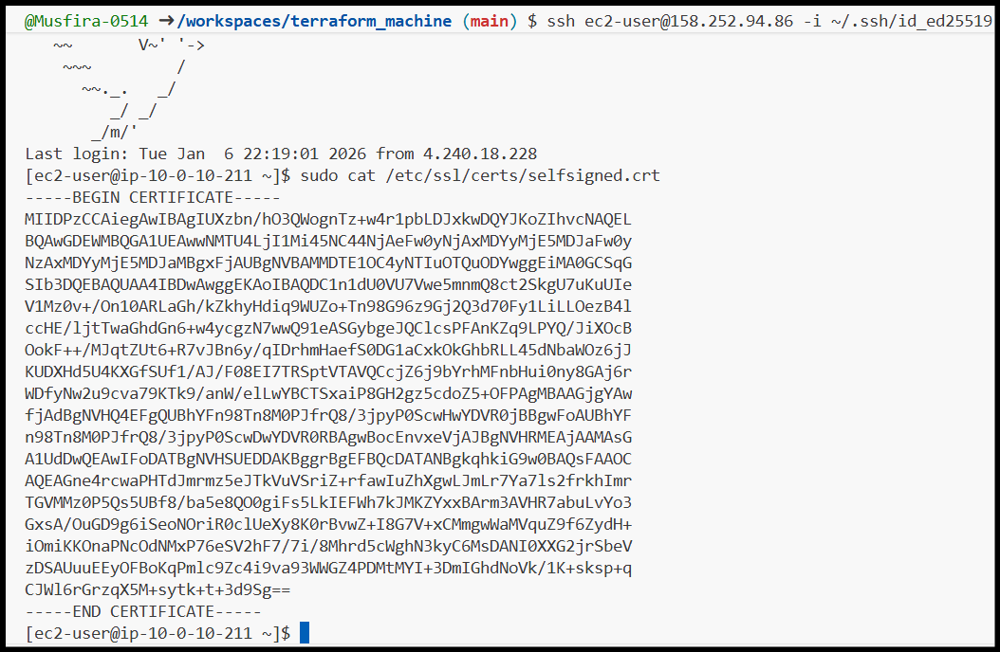 @Musfira-0514 ➜/workspaces/terraform_machine (main) $ ssh ec2-user@158.252.94.86 -i ~/.ssh/id_ed25519
   ~~       V~' '->
    ~~~         /
      ~~._.   _/
         _/ _/
       _/m/'
Last login: Tue Jan  6 22:19:01 2026 from 4.240.18.228
[ec2-user@ip-10-0-10-211 ~]$ sudo cat /etc/ssl/certs/selfsigned.crt
-----BEGIN CERTIFICATE-----
MIIDPzCCAiegAwIBAgIUXzbn/hO3QWognTz+w4r1pbLDJxkwDQYJKoZIhvcNAQEL
BQAwGDEWMBQGA1UEAwwNMTU4LjI1Mi45NC44NjAeFw0yNjAxMDYyMjE5MDJaFw0y
NzAxMDYyMjE5MDJaMBgxFjAUBgNVBAMMDTE1OC4yNTIuOTQuODYwggEiMA0GCSqG
SIb3DQEBAQUAA4IBDwAwggEKAoIBAQDC1n1dU0VU7Vwe5mnmQ8ct2SkgU7uKuUIe
V1Mz0v+/On10ARLaGh/kZkhyHdiq9WUZo+Tn98G96z9Gj2Q3d70Fy1LiLLOezB4l
ccHE/ljtTwaGhdGn6+w4ycgzN7wwQ91eASGybgeJQClcsPFAnKZq9LPYQ/JiXOcB
OokF++/MJqtZUt6+R7vJBn6y/qIDrhmHaefS0DG1aCxkOkGhbRLL45dNbaWOz6jJ
KUDXHd5U4KXGfSUf1/AJ/F08EI7TRSptVTAVQCcjZ6j9bYrhMFnbHui0ny8GAj6r
WDfyNw2u9cva79KTk9/anW/elLwYBCTSxaiP8GH2gz5cdoZ5+OFPAgMBAAGjgYAw
fjAdBgNVHQ4EFgQUBhYFn98Tn8M0PJfrQ8/3jpyP0ScwHwYDVR0jBBgwFoAUBhYF
n98Tn8M0PJfrQ8/3jpyP0ScwDwYDVR0RBAgwBocEnvxeVjAJBgNVHRMEAjAAMAsG
A1UdDwQEAwIFoDATBgNVHSUEDDAKBggrBgEFBQcDATANBgkqhkiG9w0BAQsFAAOC
AQEAGne4rcwaPHTdJmrmz5eJTkVuVSriZ+rfawIuZhXgwLJmLr7Ya7ls2frkhImr
TGVMMz0P5Qs5UBf8/ba5e8QO0giFs5LkIEFWh7kJMKZYxxBArm3AVHR7abuLvYo3
GxsA/OuGD9g6iSeoNOriR0clUeXy8K0rBvwZ+I8G7V+xCMmgwWaMVquZ9f6ZydH+
iOmiKKOnaPNcOdNMxP76eSV2hF7/7i/8Mhrd5cWghN3kyC6MsDANI0XXG2jrSbeV
zDSAUuuEEyOFBoKqPmlc9Zc4i9va93WWGZ4PDMtMYI+3DmIGhdNoVk/1K+sksp+q
CJWl6rGrzqX5M+sytk+t+3d9Sg==
-----END CERTIFICATE-----
[ec2-user@ip-10-0-10-211 ~]$